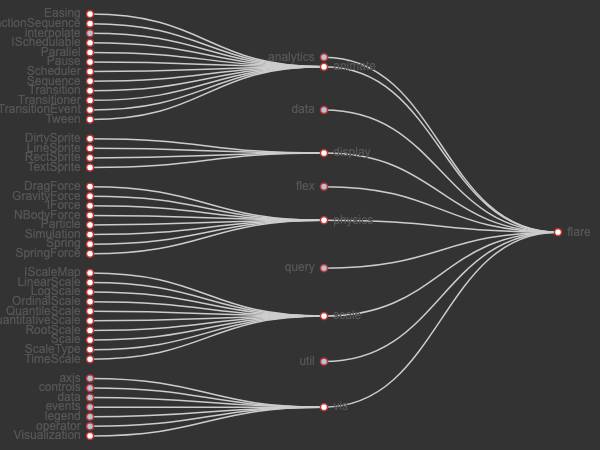 Easing
nctionSequence
Interpolate
ISchedulable
Parallel
Pause
Scheduler
Sequence
Transition
Transitioner
TransitionEvent
Tween
DirtySprite
LineSprite
RectSprite
TextSprite
DragForce
GravityForce
IForce
NBodyForce
Particle
Simulation
Spring
SpringForce
IScaleMap
LinearScale
LogScale
OrdinalScale
QuantileScale
uantitativeScale
RootScale
Scale
ScaleType
TimeScale
axis
controls
data
events
legend
operator
Visualization
analytics
animate
data
display
flex
physics
query
scale
util
vis
flare